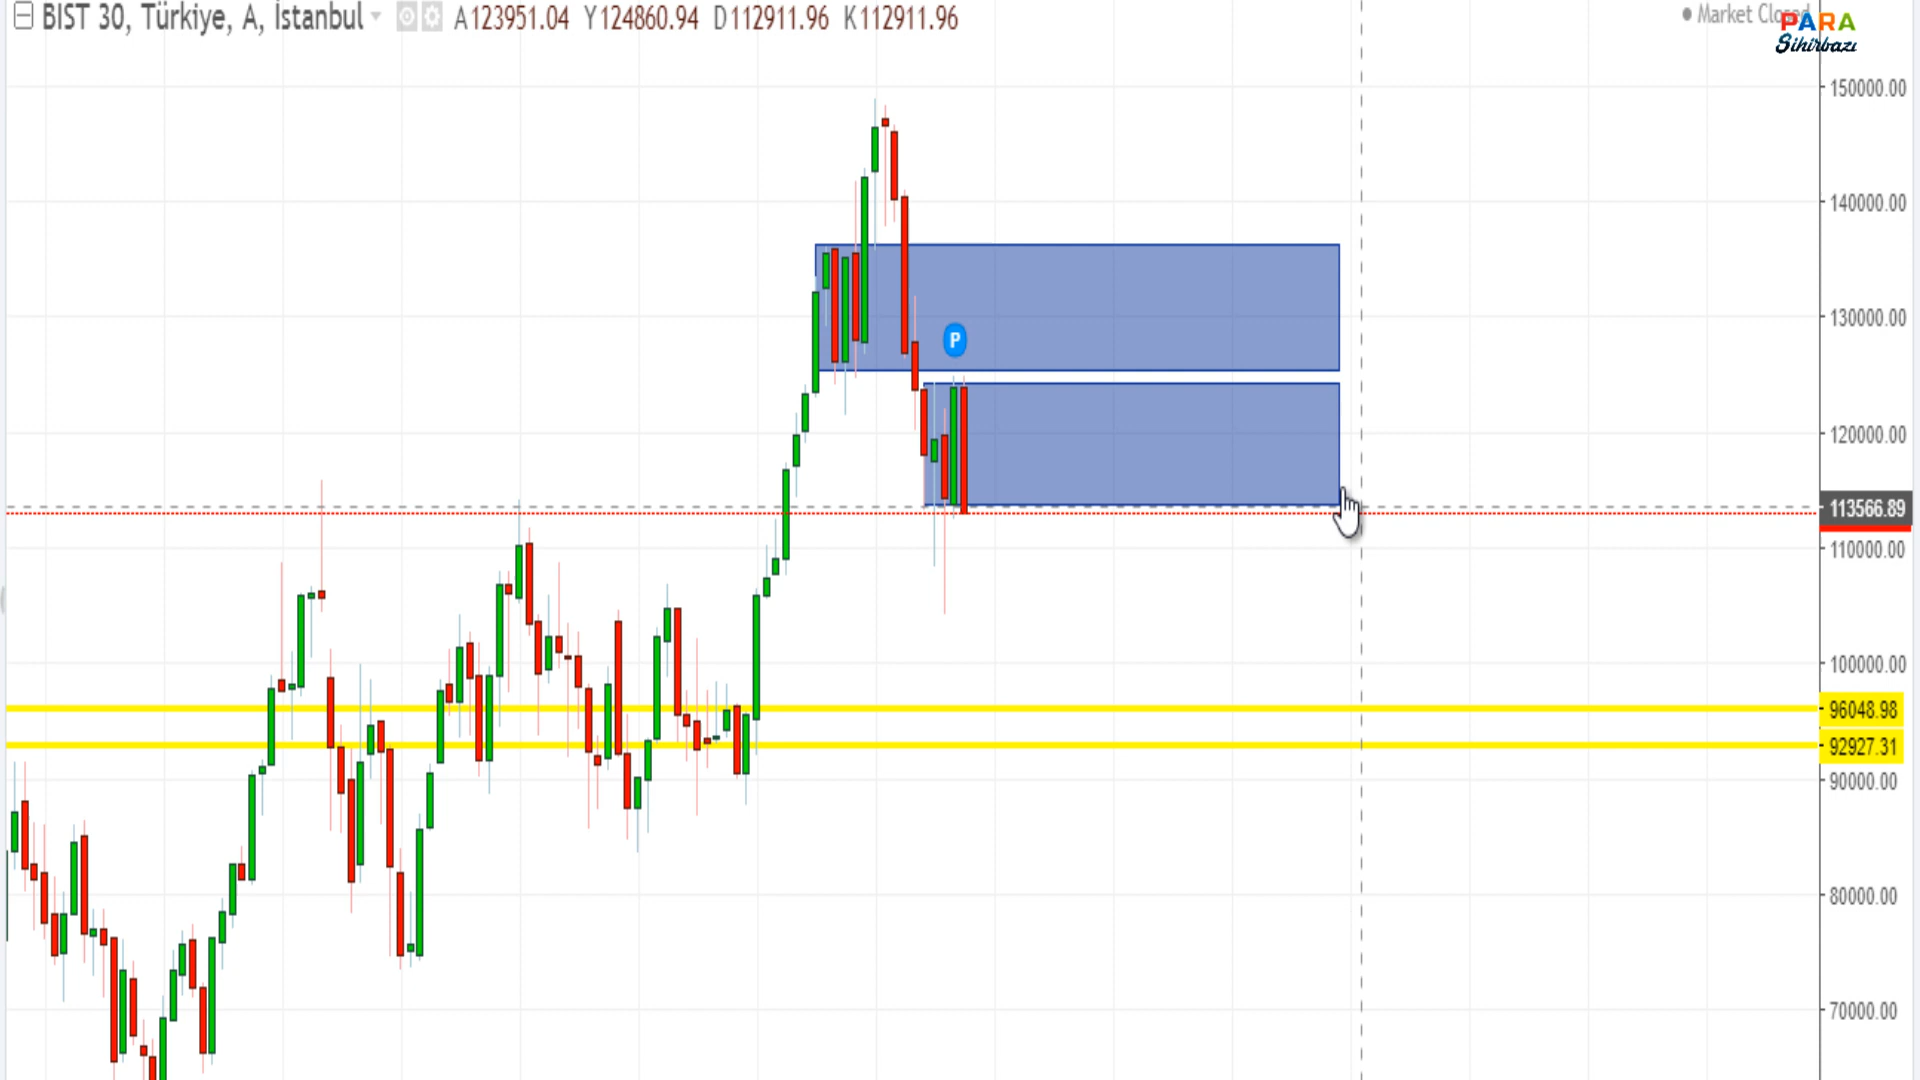 BIST 30, Türkiye, A, İstanbul A123951.04 Y124860.94 D112911.96 K112911.96
Market Closed
PARA
Sihirbazı
150000.00
140000.00
130000.00
P
120000.00
113566.89
110000.00
100000.00
96048.98
92927.31
90000.00
80000.00
70000.00